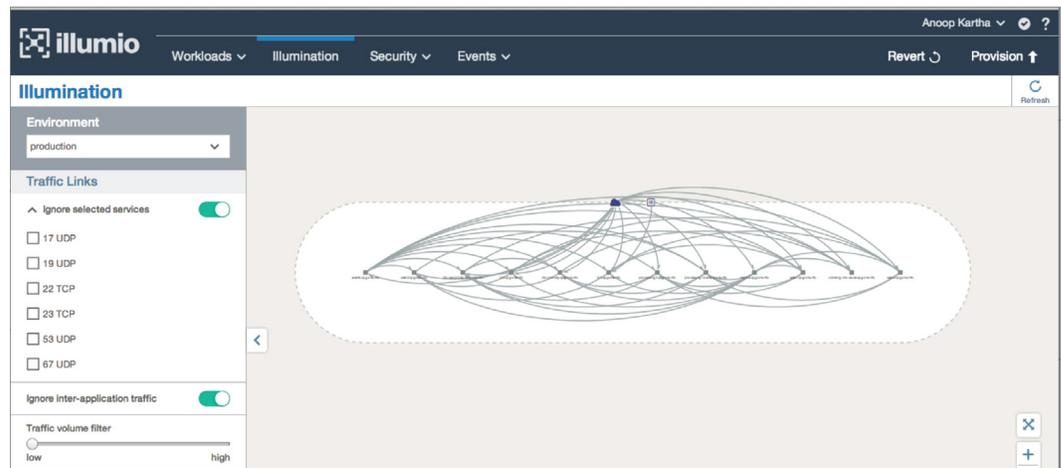 Anoop Kartha
?
illumio
Workloads
Illumination
Security
Events
Revert
Provision
Illumination
Refresh
Environment
production
Traffic Links
Ignore selected services
17 UDP
19 UDP
22 TCP
23 TCP
53 UDP
67 UDP
Ignore inter-application traffic
Traffic volume filter
low high
+